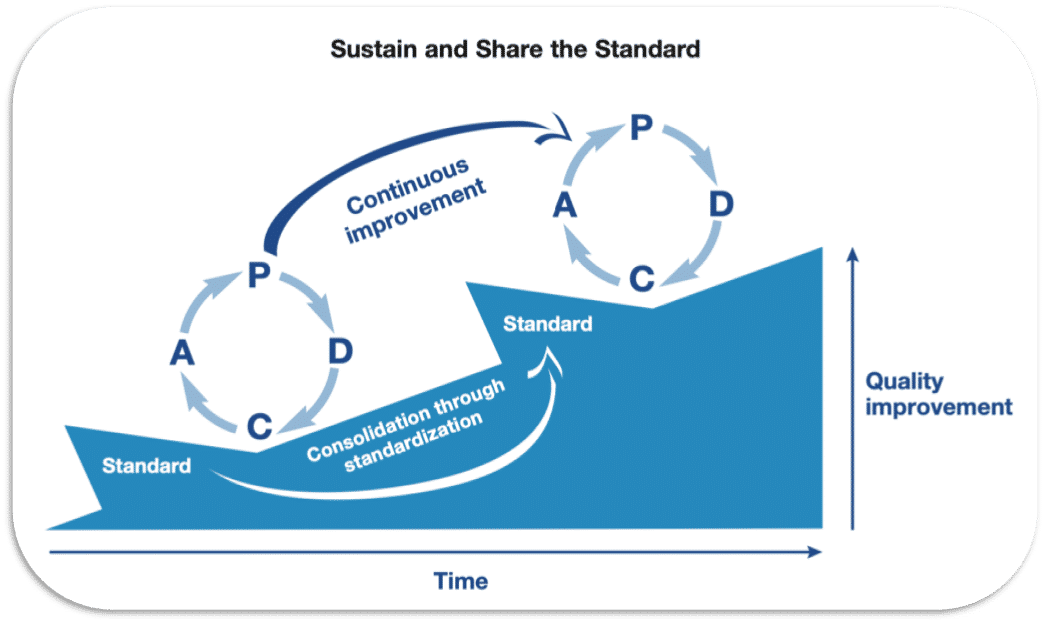 Sustain and Share the Standard
P
D
C
A
Continuous
improvement
P
D
C
A
Standard
Consolidation through
standardization
Standard
Quality
improvement
Time